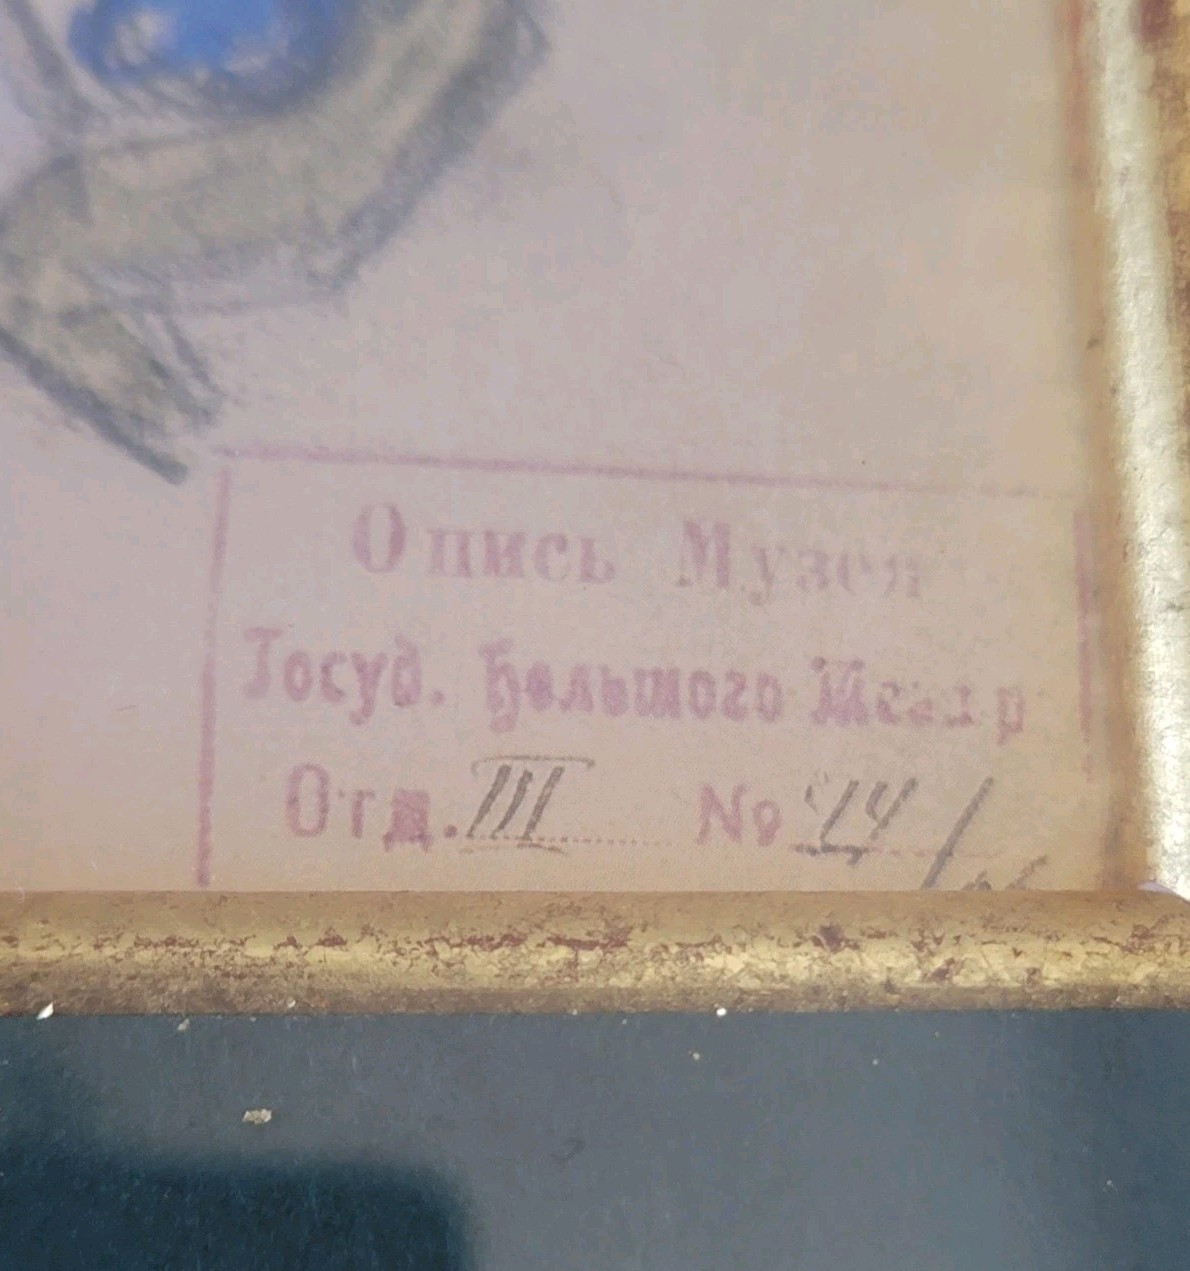 Опись Музея
Госуд. Большого
Отд. III № 24/